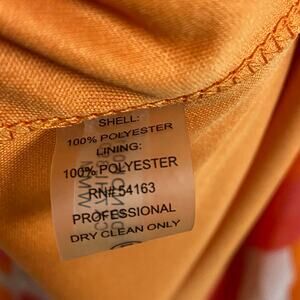 SHELL:
100% POLYESTER
LINING:
100% POLYESTER
RN# 54163
PROFESSIONAL
DRY CLEAN ONLY